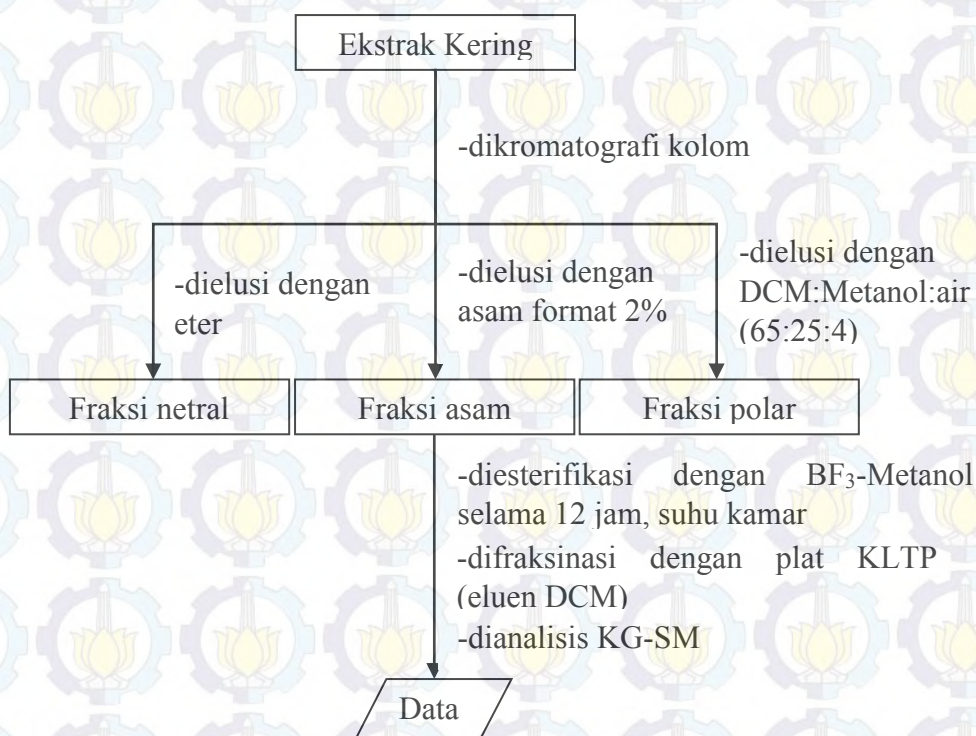 Ekstrak Kering
-dikromatografi kolom
-dielusi dengan
eter
-dielusi dengan
asam format 2%
-dielusi dengan
DCM:Metanol:air
(65:25:4)
Fraksi netral
Fraksi asam
Fraksi polar
-diesterifikasi dengan BF₃-Metanol
selama 12 jam, suhu kamar
-difraksinasi dengan plat KLTP
(eluen DCM)
-dianalisis KG-SM
Data